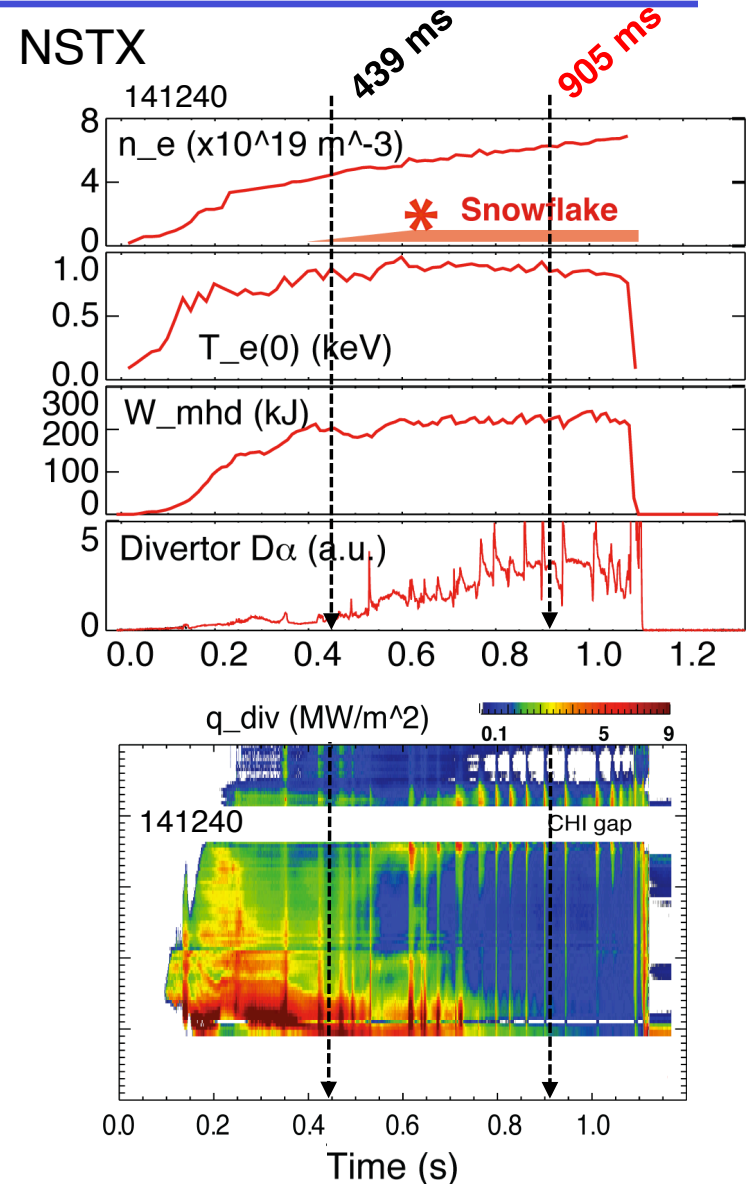 NSTX
439 ms
905 ms
141240
8
n_e (x10^19 m^-3)
4
* Snowflake
0
1.0
0.5
T_e(0) (keV)
0.0
300
W_mhd (kJ)
200
100
0
5
Divertor Dα (a.u.)
0
0.0 0.2 0.4 0.6 0.8 1.0 1.2
q_div (MW/m^2)
0.1 5 9
141240
CHI gap
0.0 0.2 0.4 0.6 0.8 1.0
Time (s)